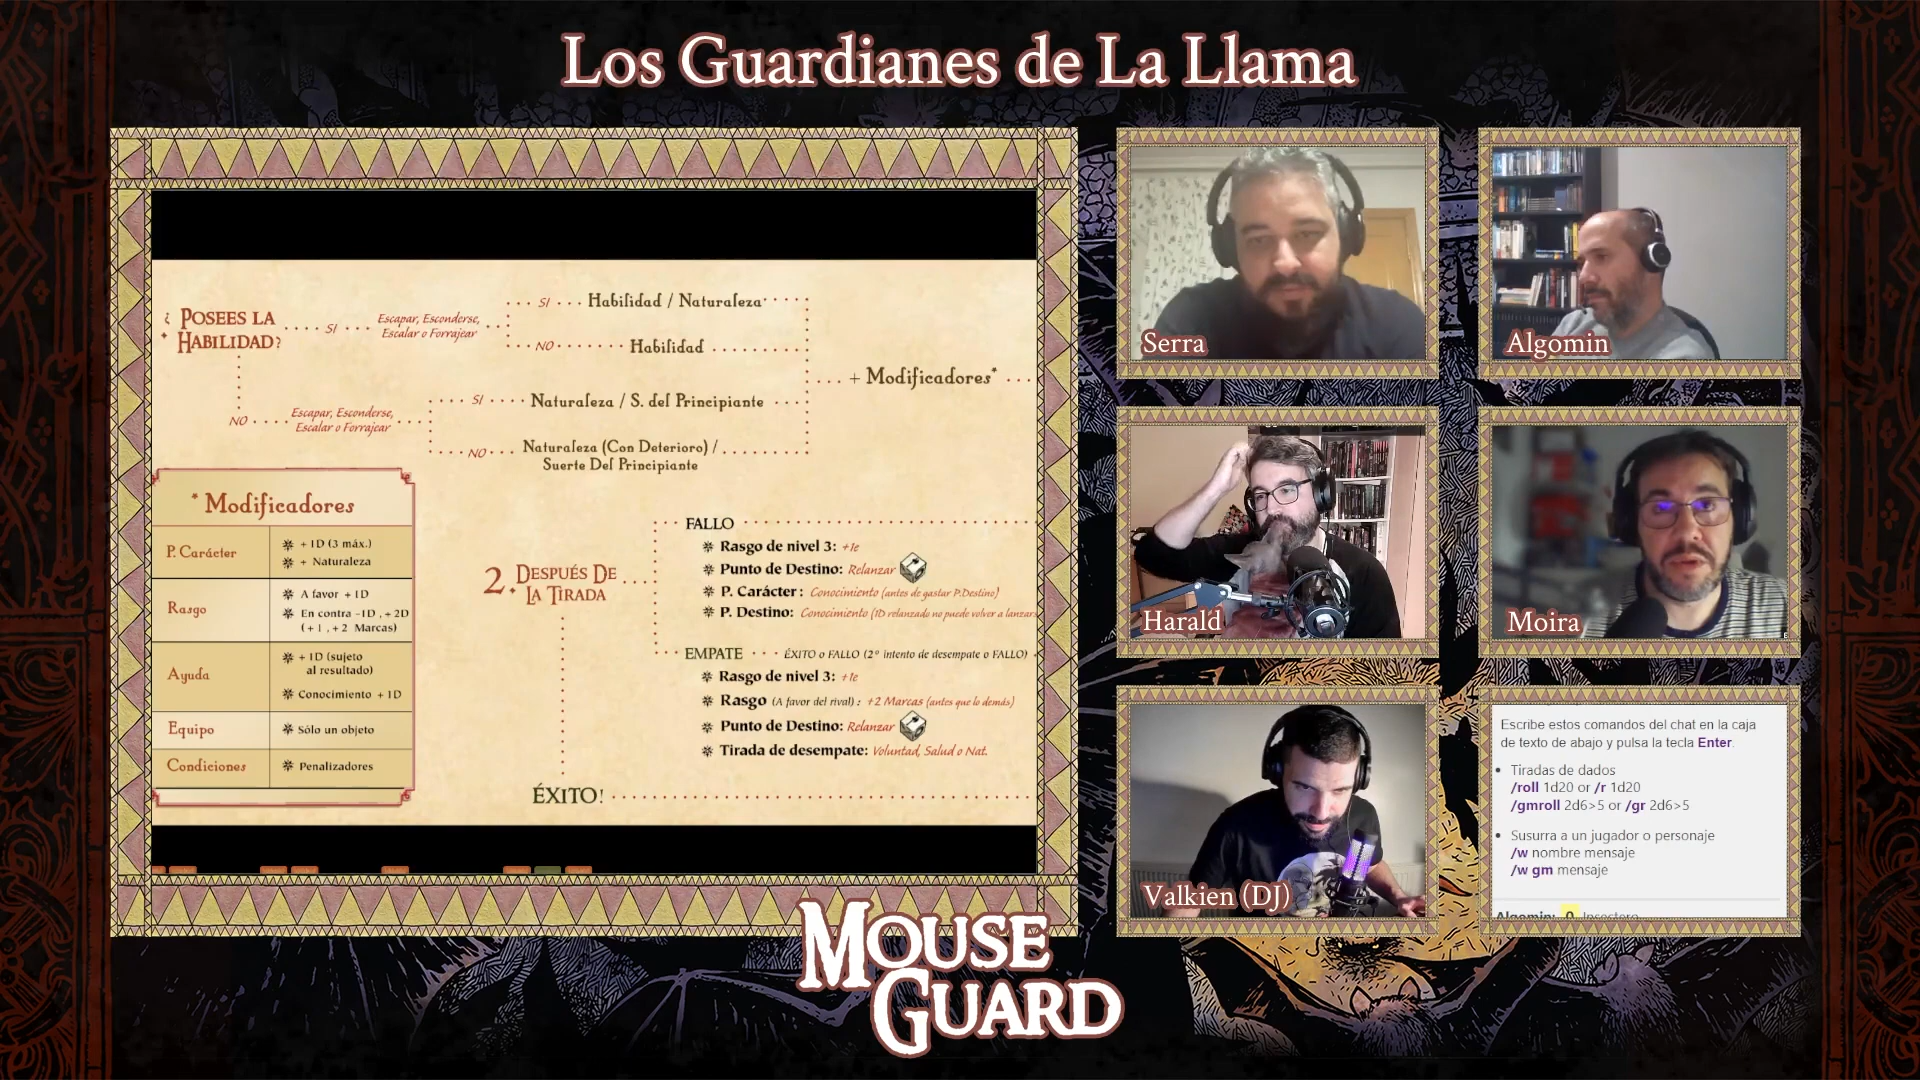 Los Guardianes de La Llama
¿ POSEES LA
* HABILIDAD?
SI
Escapar, Esconderse,
Escalar o Forrajear
SI
Habilidad / Naturaleza
NO
Habilidad
+ Modificadores*
NO
Escapar, Esconderse,
Escalar o Forrajear
SI
Naturaleza / S. del Principiante
NO
Naturaleza (Con Deterioro) /
Suerte Del Principiante
* Modificadores
P. Carácter
+ 1D (3 máx.)
+ Naturaleza
Rasgo
A favor + 1D
En contra -1D , + 2D
(+ 1 , + 2 Marcas)
Ayuda
+ 1D (sujeto
al resultado)
Conocimiento + 1D
Equipo
Sólo un objeto
Condiciones
Penalizadores
2. DESPUÉS DE
LA TIRADA
FALLO
Rasgo de nivel 3: +1e
Punto de Destino: Relanzar
P. Carácter : Conocimiento (antes de gastar P.Destino)
P. Destino: Conocimiento (1D relanzado no puede volver a lanzars
EMPATE
ÉXITO o FALLO (2º intento de desempate o FALLO)
Rasgo de nivel 3: +1e
Rasgo (A favor del rival) : +2 Marcas (antes que lo demás)
Punto de Destino: Relanzar
Tirada de desempate: Voluntad, Salud o Nat.
ÉXITO!
Serra
Algomin
Harald
Moira
Valkien (DJ)
Escribe estos comandos del chat en la caja
de texto de abajo y pulsa la tecla Enter.
• Tiradas de dados
/roll 1d20 or /r 1d20
/gmroll 2d6>5 or /gr 2d6>5
• Susurra a un jugador o personaje
/w nombre mensaje
/w gm mensaje
Algomin: 0
MOUSE
GUARD